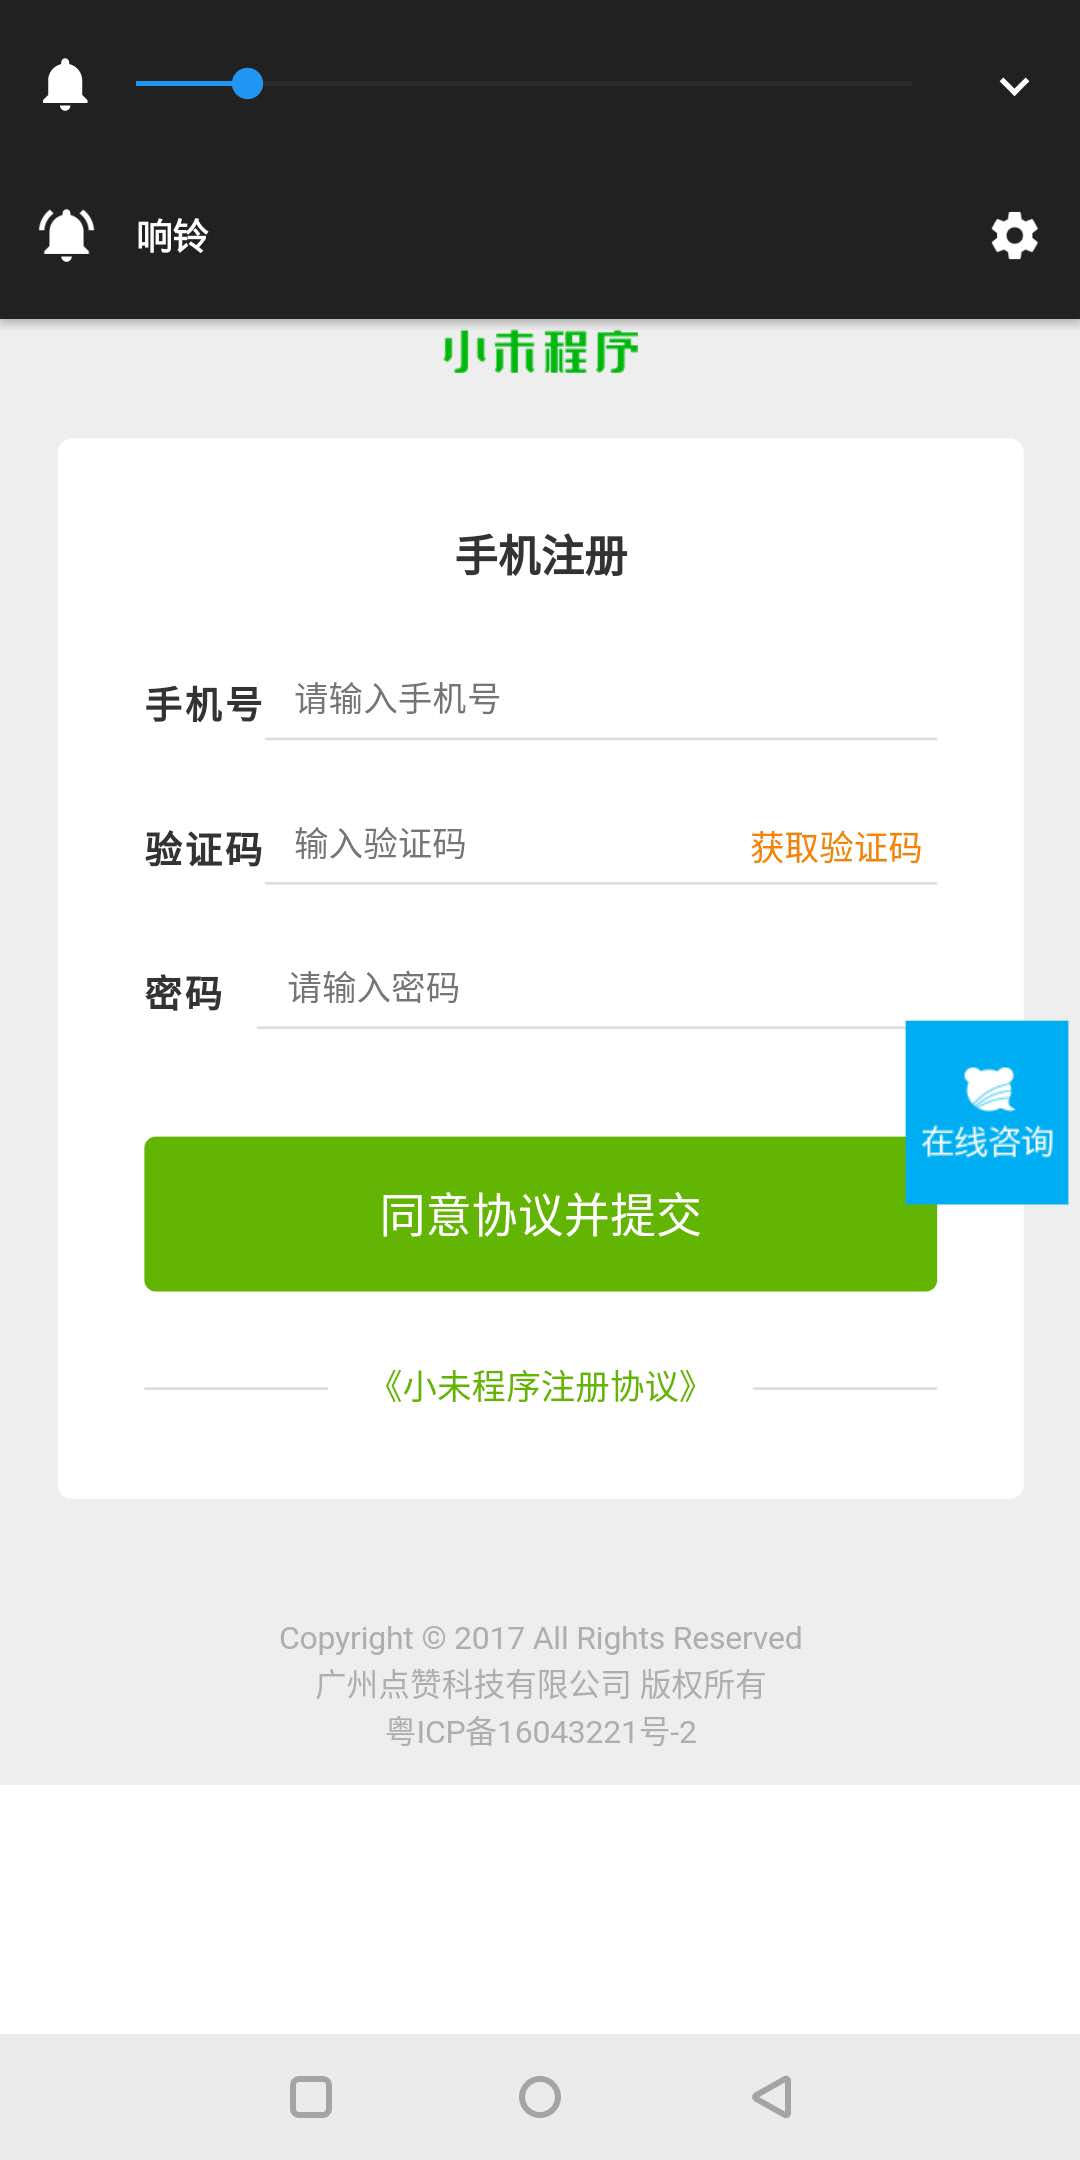 响铃
小未程序
手机注册
手机号 请输入手机号
验证码 输入验证码 获取验证码
密码 请输入密码
在线咨询
同意协议并提交
《小未程序注册协议》
Copyright © 2017 All Rights Reserved
广州点赞科技有限公司 版权所有
粤ICP备16043221号-2